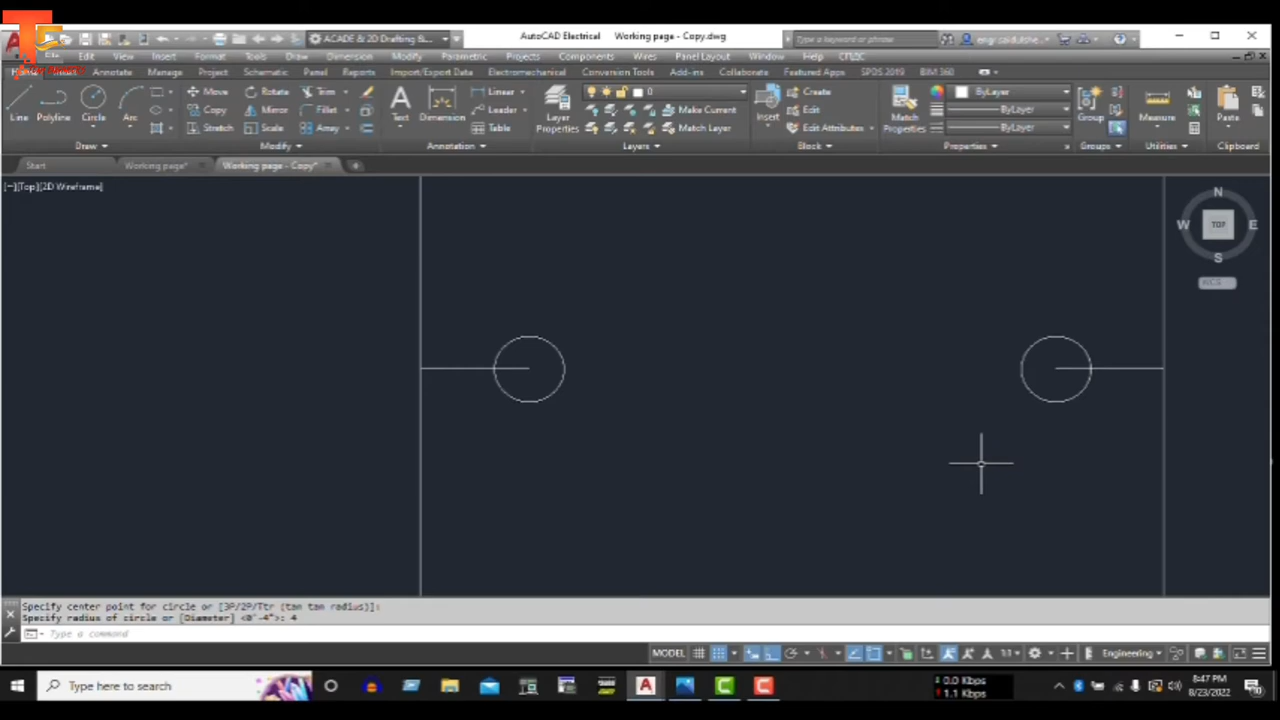 ACADE & 2D Drafting &...
AutoCAD Electrical Working page - Copy.dwg
Type a keyword or phrase
Edit View Insert Format Tools Draw Dimension Modify Parametric Projects Components Wires Panel Layout Window Help СПДС
Annotate Manage Project Schematic Panel Reports Import/Export Data Electromechanical Conversion Tools Add-ins Collaborate Featured Apps SPDS 2019 BIM 360
Move Rotate Trim Linear 0 Create ByLayer
Line Polyline Circle Arc Copy Mirror Fillet Text Dimension Leader Layer Properties Make Current Insert Edit Match Properties ByLayer Group Measure Paste
Stretch Scale Array Table Match Layer Edit Attributes ByLayer
Draw Modify Annotation Layers Block Properties Groups Utilities Clipboard
Start Working page* Working page - Copy*
[−][Top][2D Wireframe]
N
W TOP E
S
WCS
Specify center point for circle or [3P/2P/Ttr (tan tan radius)]:
Specify radius of circle or [Diameter] <0'-4">: 4
Type a command
MODEL 1:1 Engineering
Type here to search
0.0 Kbps
1.1 Kbps
8:47 PM
8/23/2022